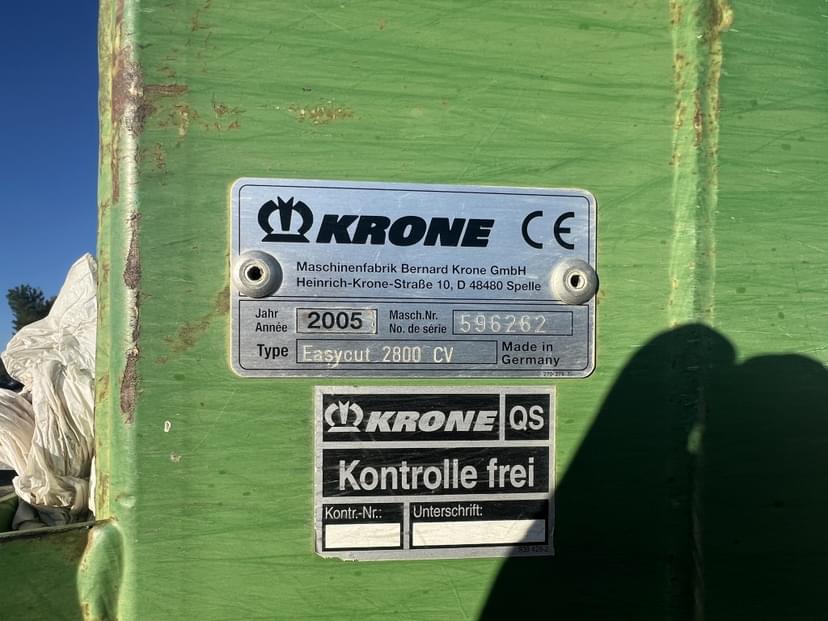 KRONE CE
Maschinenfabrik Bernard Krone GmbH
Heinrich-Krone-Straße 10, D 48480 Spelle
Jahr
Année
2005
Masch.Nr.
No. de série
596262
Type
Easycut 2800 CV
Made in
Germany
KRONE QS
Kontrolle frei
Kontr.-Nr.:
Unterschrift: